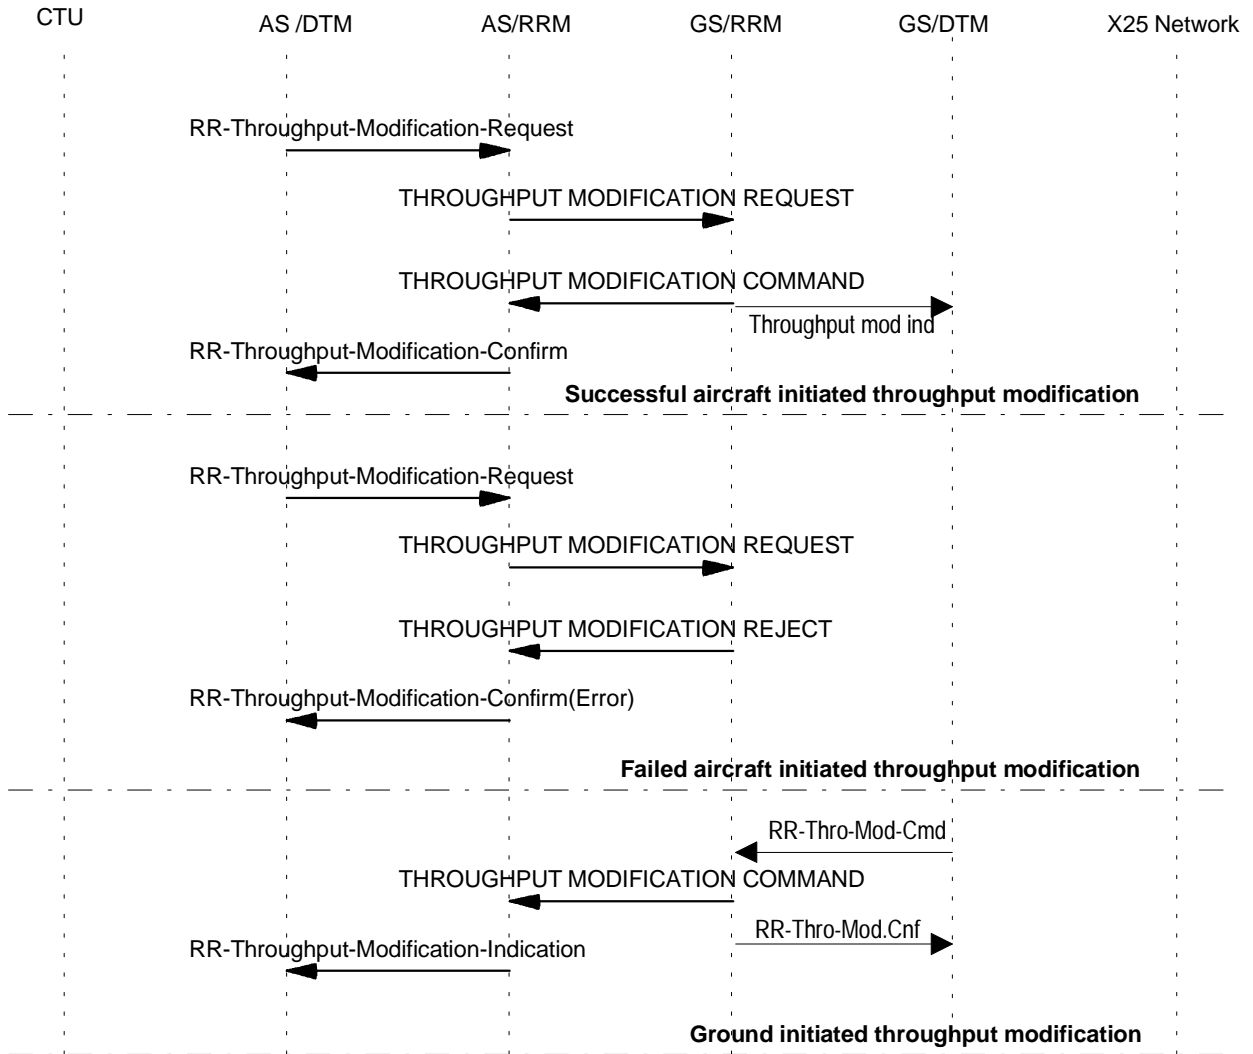 CTU AS /DTM AS/RRM GS/RRM GS/DTM X25 Network
RR-Throughput-Modification-Request
THROUGHPUT MODIFICATION REQUEST
THROUGHPUT MODIFICATION COMMAND
Throughput mod ind
RR-Throughput-Modification-Confirm
Successful aircraft initiated throughput modification
RR-Throughput-Modification-Request
THROUGHPUT MODIFICATION REQUEST
THROUGHPUT MODIFICATION REJECT
RR-Throughput-Modification-Confirm(Error)
Failed aircraft initiated throughput modification
RR-Thro-Mod-Cmd
THROUGHPUT MODIFICATION COMMAND
RR-Thro-Mod.Cnf
RR-Throughput-Modification-Indication
Ground initiated throughput modification